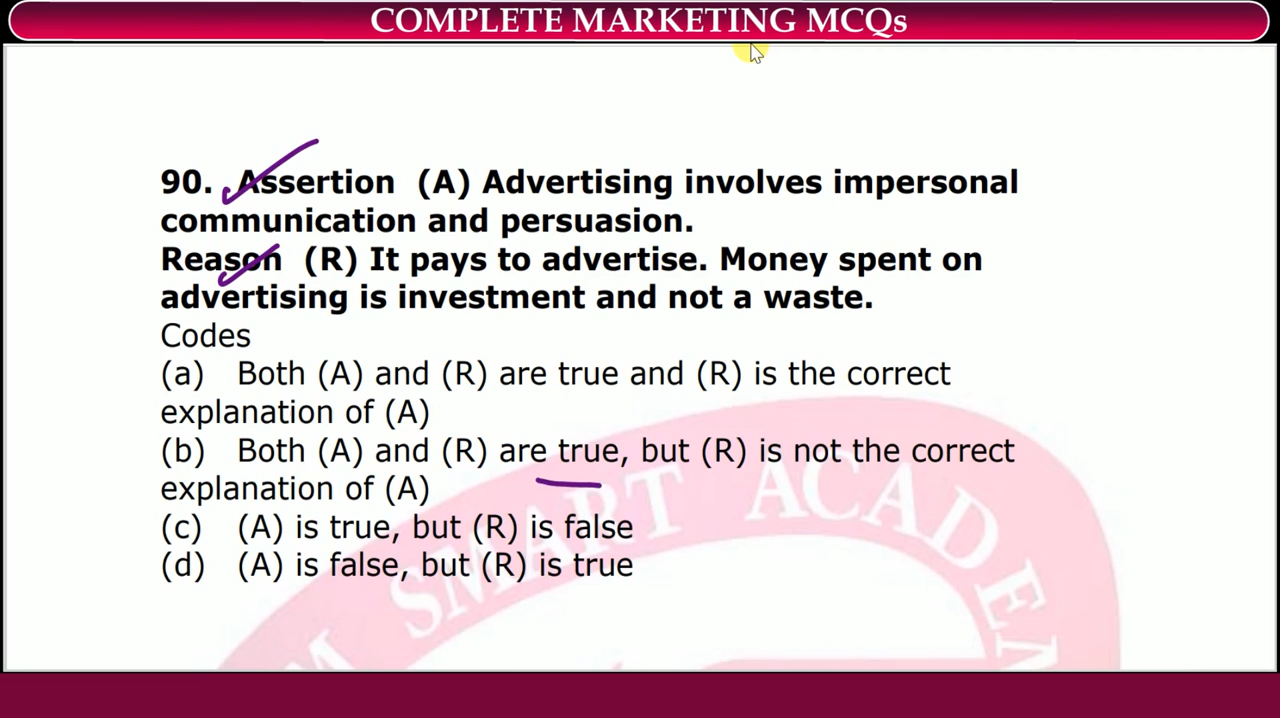 COMPLETE MARKETING MCQs
90. Assertion (A) Advertising involves impersonal
communication and persuasion.
Reason (R) It pays to advertise. Money spent on
advertising is investment and not a waste.
Codes
(a) Both (A) and (R) are true and (R) is the correct
explanation of (A)
(b) Both (A) and (R) are true, but (R) is not the correct
explanation of (A)
(c) (A) is true, but (R) is false
(d) (A) is false, but (R) is true
SMART ACADEM